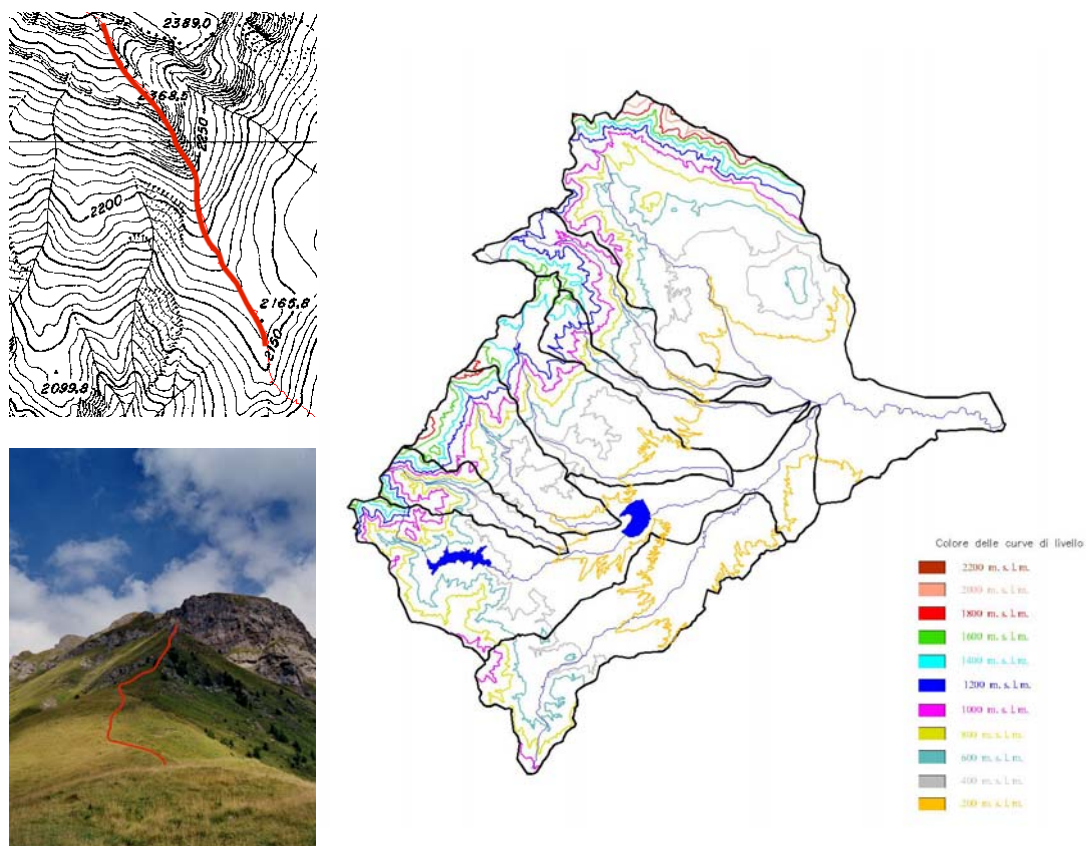 2389,0
2368,5
2250
2200
2165,8
2150
2099,8
Colore delle curve di livello
2200 m. s. l. m.
2000 m. s. l. m.
1800 m. s. l. m.
1600 m. s. l. m.
1400 m. s. l. m.
1200 m. s. l. m.
1000 m. s. l. m.
800 m. s. l. m.
600 m. s. l. m.
400 m. s. l. m.
200 m. s. l. m.